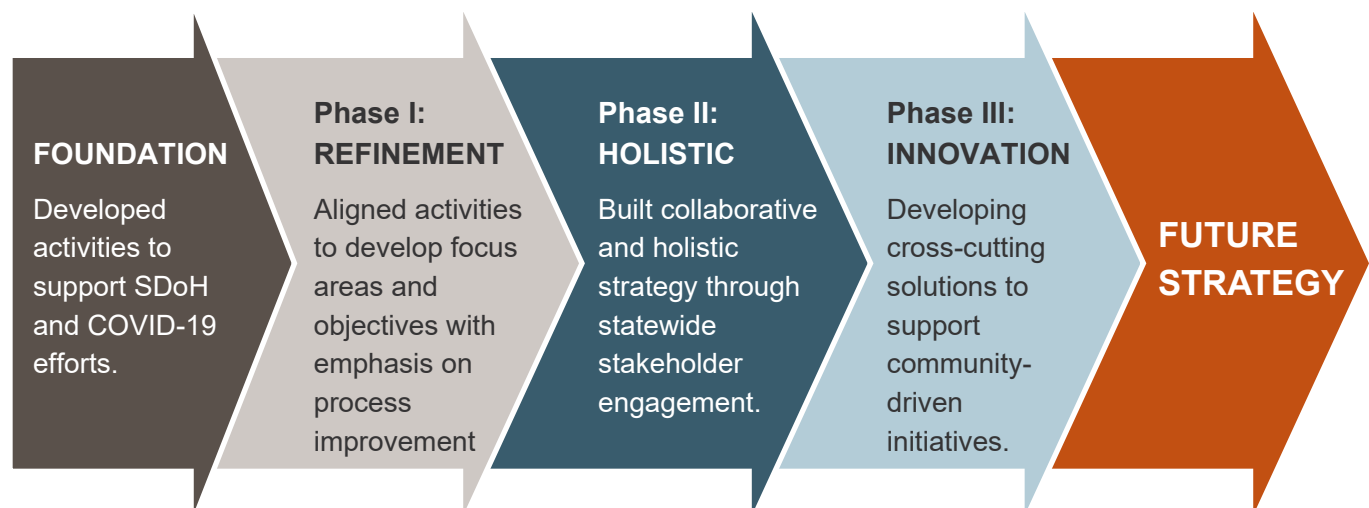 FOUNDATION
Developed
activities to
support SDoH
and COVID-19
efforts.
Phase I:
REFINEMENT
Aligned activities
to develop focus
areas and
objectives with
emphasis on
process
improvement
Phase II:
HOLISTIC
Built collaborative
and holistic
strategy through
statewide
stakeholder
engagement.
Phase III:
INNOVATION
Developing
cross-cutting
solutions to
support
community-
driven
initiatives.
FUTURE
STRATEGY